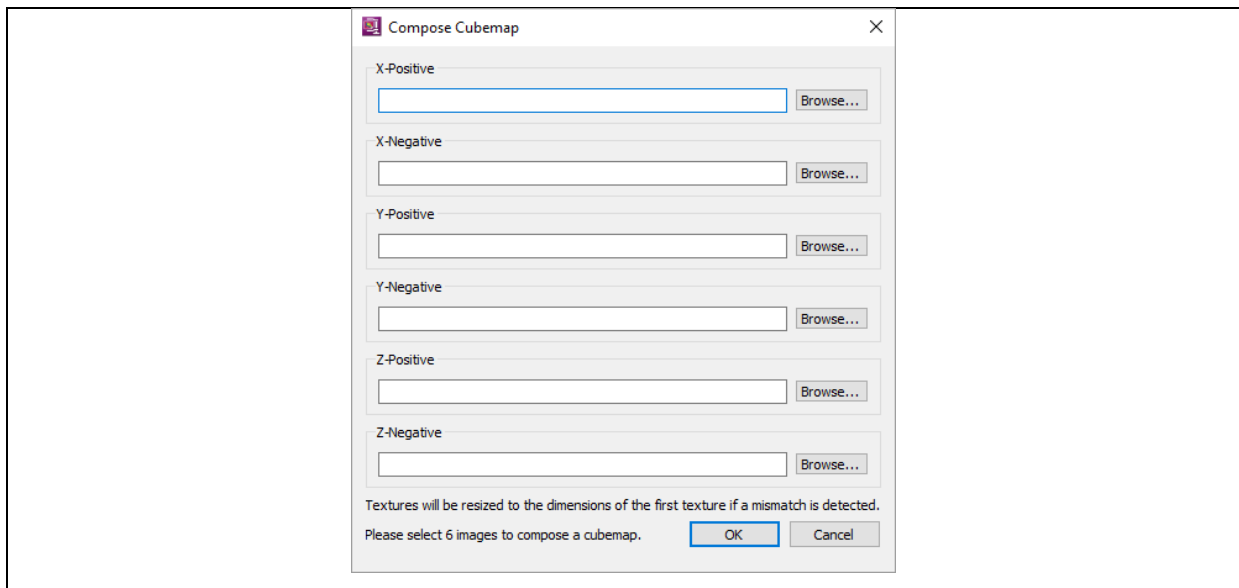 Compose Cubemap
X-Positive
Browse...
X-Negative
Browse...
Y-Positive
Browse...
Y-Negative
Browse...
Z-Positive
Browse...
Z-Negative
Browse...
Textures will be resized to the dimensions of the first texture if a mismatch is detected.
Please select 6 images to compose a cubemap. OK Cancel